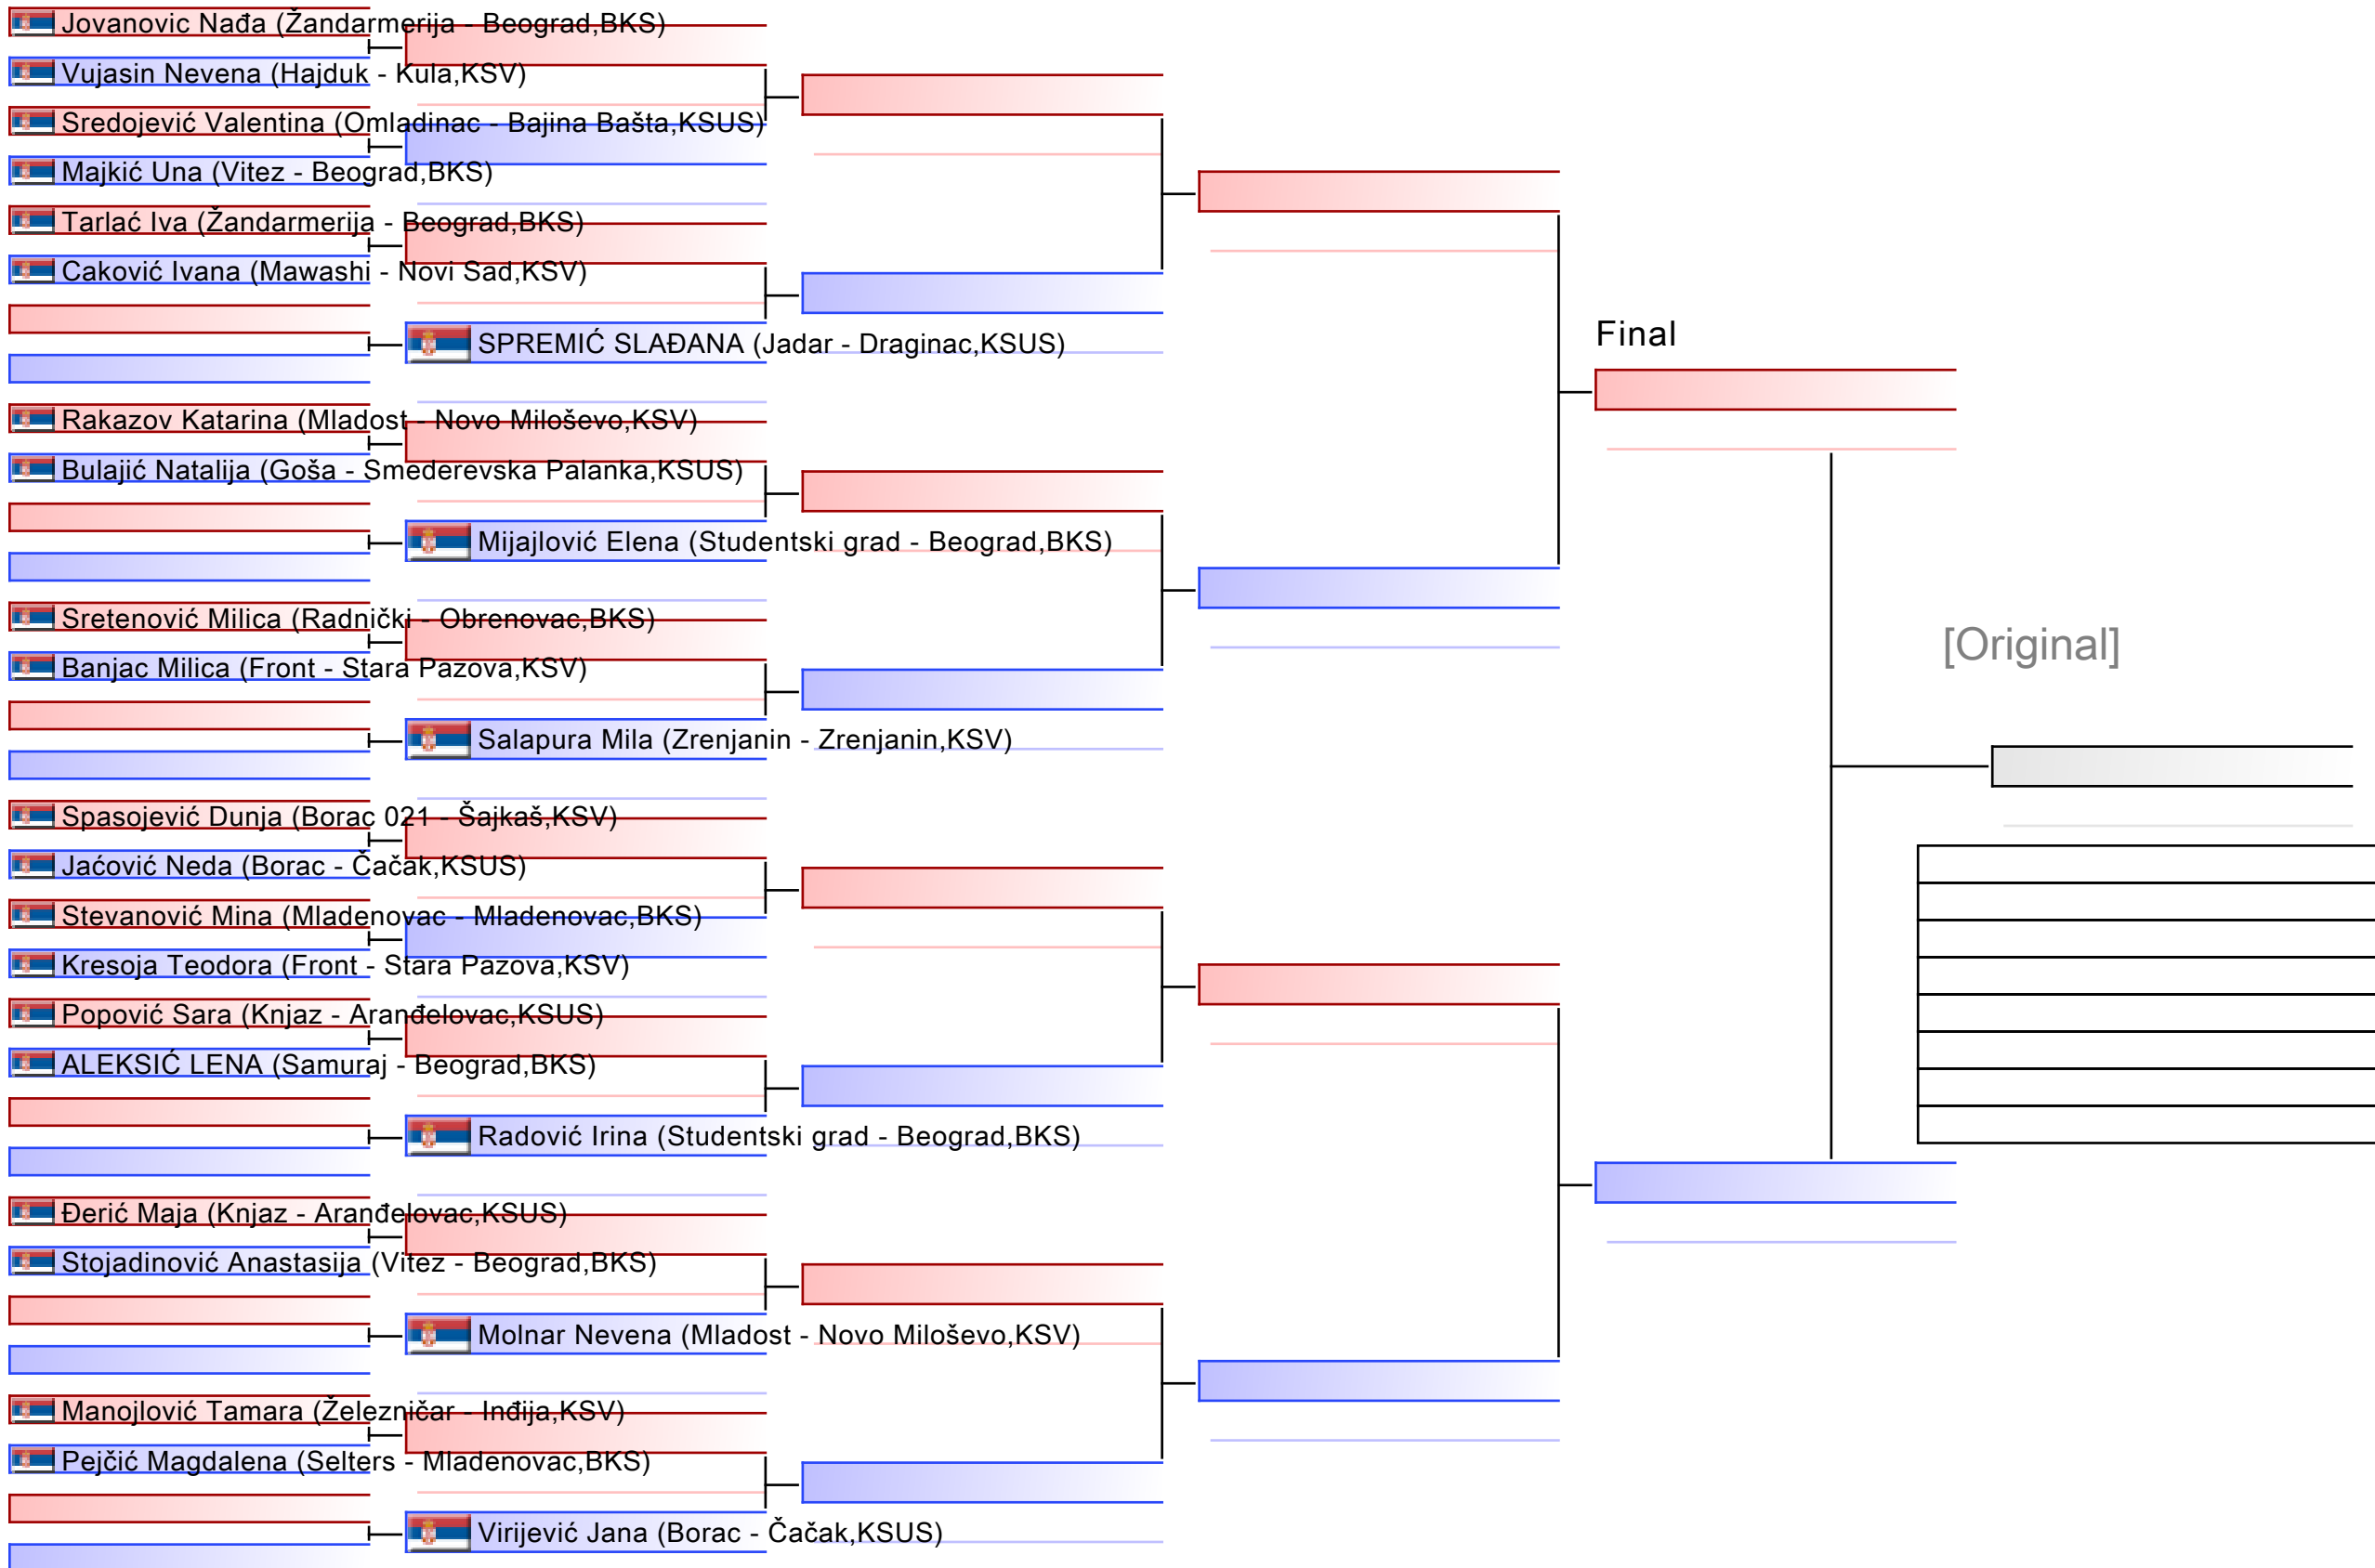 Jovanovic Nađa (Žandarmerija - Beograd,BKS)
Vujasin Nevena (Hajduk - Kula,KSV)
Sredojević Valentina (Omladinac - Bajina Bašta,KSUS)
Majkić Una (Vitez - Beograd,BKS)
Tarlać Iva (Žandarmerija - Beograd,BKS)
Caković Ivana (Mawashi - Novi Sad,KSV)
SPREMIĆ SLAĐANA (Jadar - Draginac,KSUS)
Rakazov Katarina (Mladost - Novo Miloševo,KSV)
Bulajić Natalija (Goša - Smederevska Palanka,KSUS)
Mijajlović Elena (Studentski grad - Beograd,BKS)
Sretenović Milica (Radnički - Obrenovac,BKS)
Banjac Milica (Front - Stara Pazova,KSV)
Salapura Mila (Zrenjanin - Zrenjanin,KSV)
Spasojević Dunja (Borac 021 - Šajkaš,KSV)
Jaćović Neda (Borac - Čačak,KSUS)
Stevanović Mina (Mladenovac - Mladenovac,BKS)
Kresoja Teodora (Front - Stara Pazova,KSV)
Popović Sara (Knjaz - Aranđelovac,KSUS)
ALEKSIĆ LENA (Samuraj - Beograd,BKS)
Radović Irina (Studentski grad - Beograd,BKS)
Đerić Maja (Knjaz - Aranđelovac,KSUS)
Stojadinović Anastasija (Vitez - Beograd,BKS)
Molnar Nevena (Mladost - Novo Miloševo,KSV)
Manojlović Tamara (Železničar - Inđija,KSV)
Pejčić Magdalena (Selters - Mladenovac,BKS)
Virijević Jana (Borac - Čačak,KSUS)
Final
[Original]